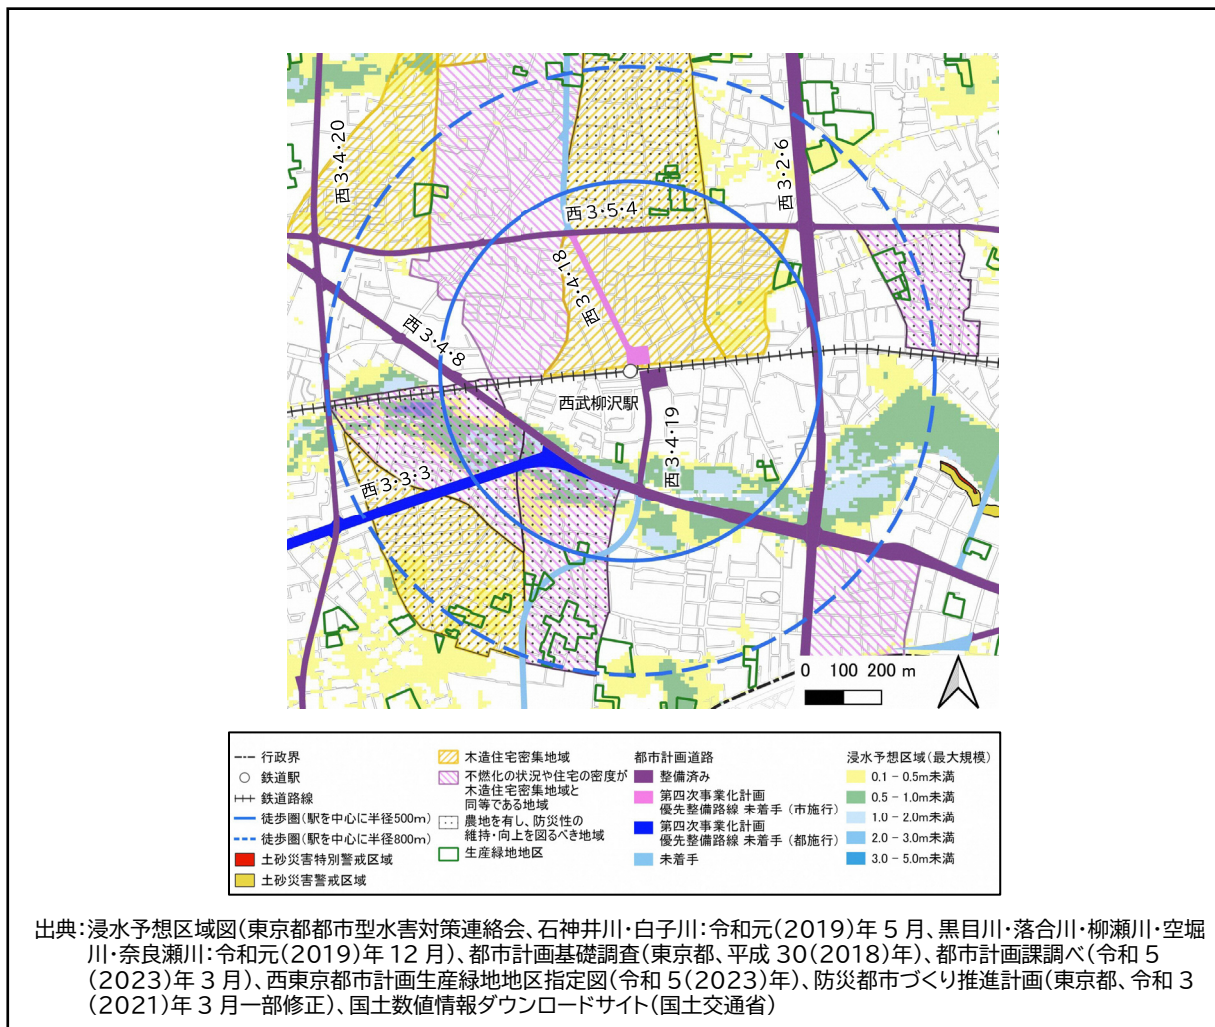 西3・4・20
西3・2・6
西3・5・4
西3・4・18
西3・4・8
西武柳沢駅
西3・4・19
西3・3・3
0 100 200 m
行政界
鉄道駅
鉄道路線
徒歩圏(駅を中心に半径500m)
徒歩圏(駅を中心に半径800m)
土砂災害特別警戒区域
土砂災害警戒区域
木造住宅密集地域
不燃化の状況や住宅の密度が
木造住宅密集地域と
同等である地域
農地を有し、防災性の
維持・向上を図るべき地域
生産緑地地区
都市計画道路
整備済み
第四次事業化計画
優先整備路線 未着手(市施行)
第四次事業化計画
優先整備路線 未着手(都施行)
未着手
浸水予想区域(最大規模)
0.1 - 0.5m未満
0.5 - 1.0m未満
1.0 - 2.0m未満
2.0 - 3.0m未満
3.0 - 5.0m未満
出典:浸水予想区域図(東京都都市型水害対策連絡会、石神井川・白子川:令和元(2019)年5月、黒目川・落合川・柳瀬川・空堀
川・奈良瀬川:令和元(2019)年12月)、都市計画基礎調査(東京都、平成30(2018)年)、都市計画課調べ(令和5
(2023)年3月)、西東京都市計画生産緑地地区指定図(令和5(2023)年)、防災都市づくり推進計画(東京都、令和3
(2021)年3月一部修正)、国土数値情報ダウンロードサイト(国土交通省)